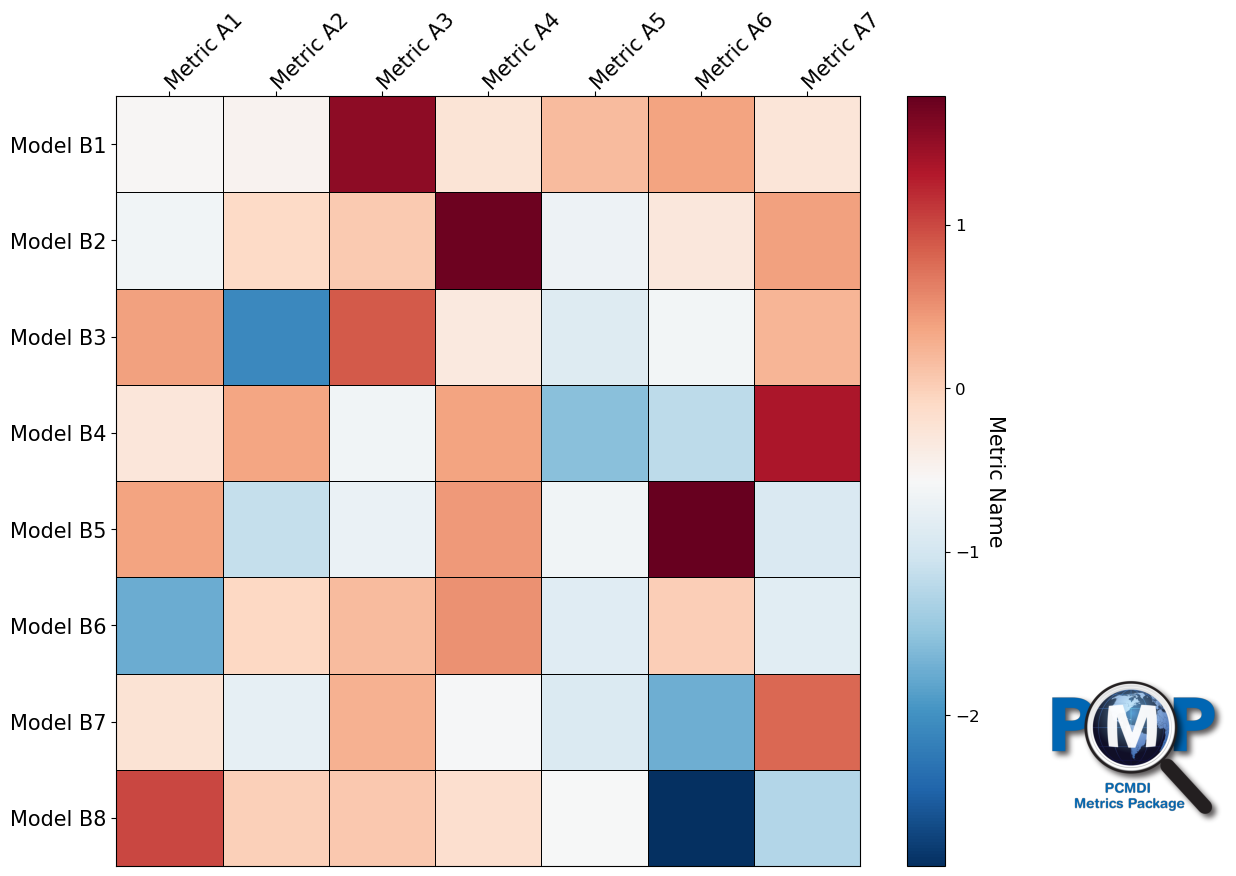 Metric A1
Metric A2
Metric A3
Metric A4
Metric A5
Metric A6
Metric A7
Model B1
Model B2
Model B3
Model B4
Model B5
Model B6
Model B7
Model B8
1
0
−1
−2
Metric Name
PMP
PCMDI
Metrics Package